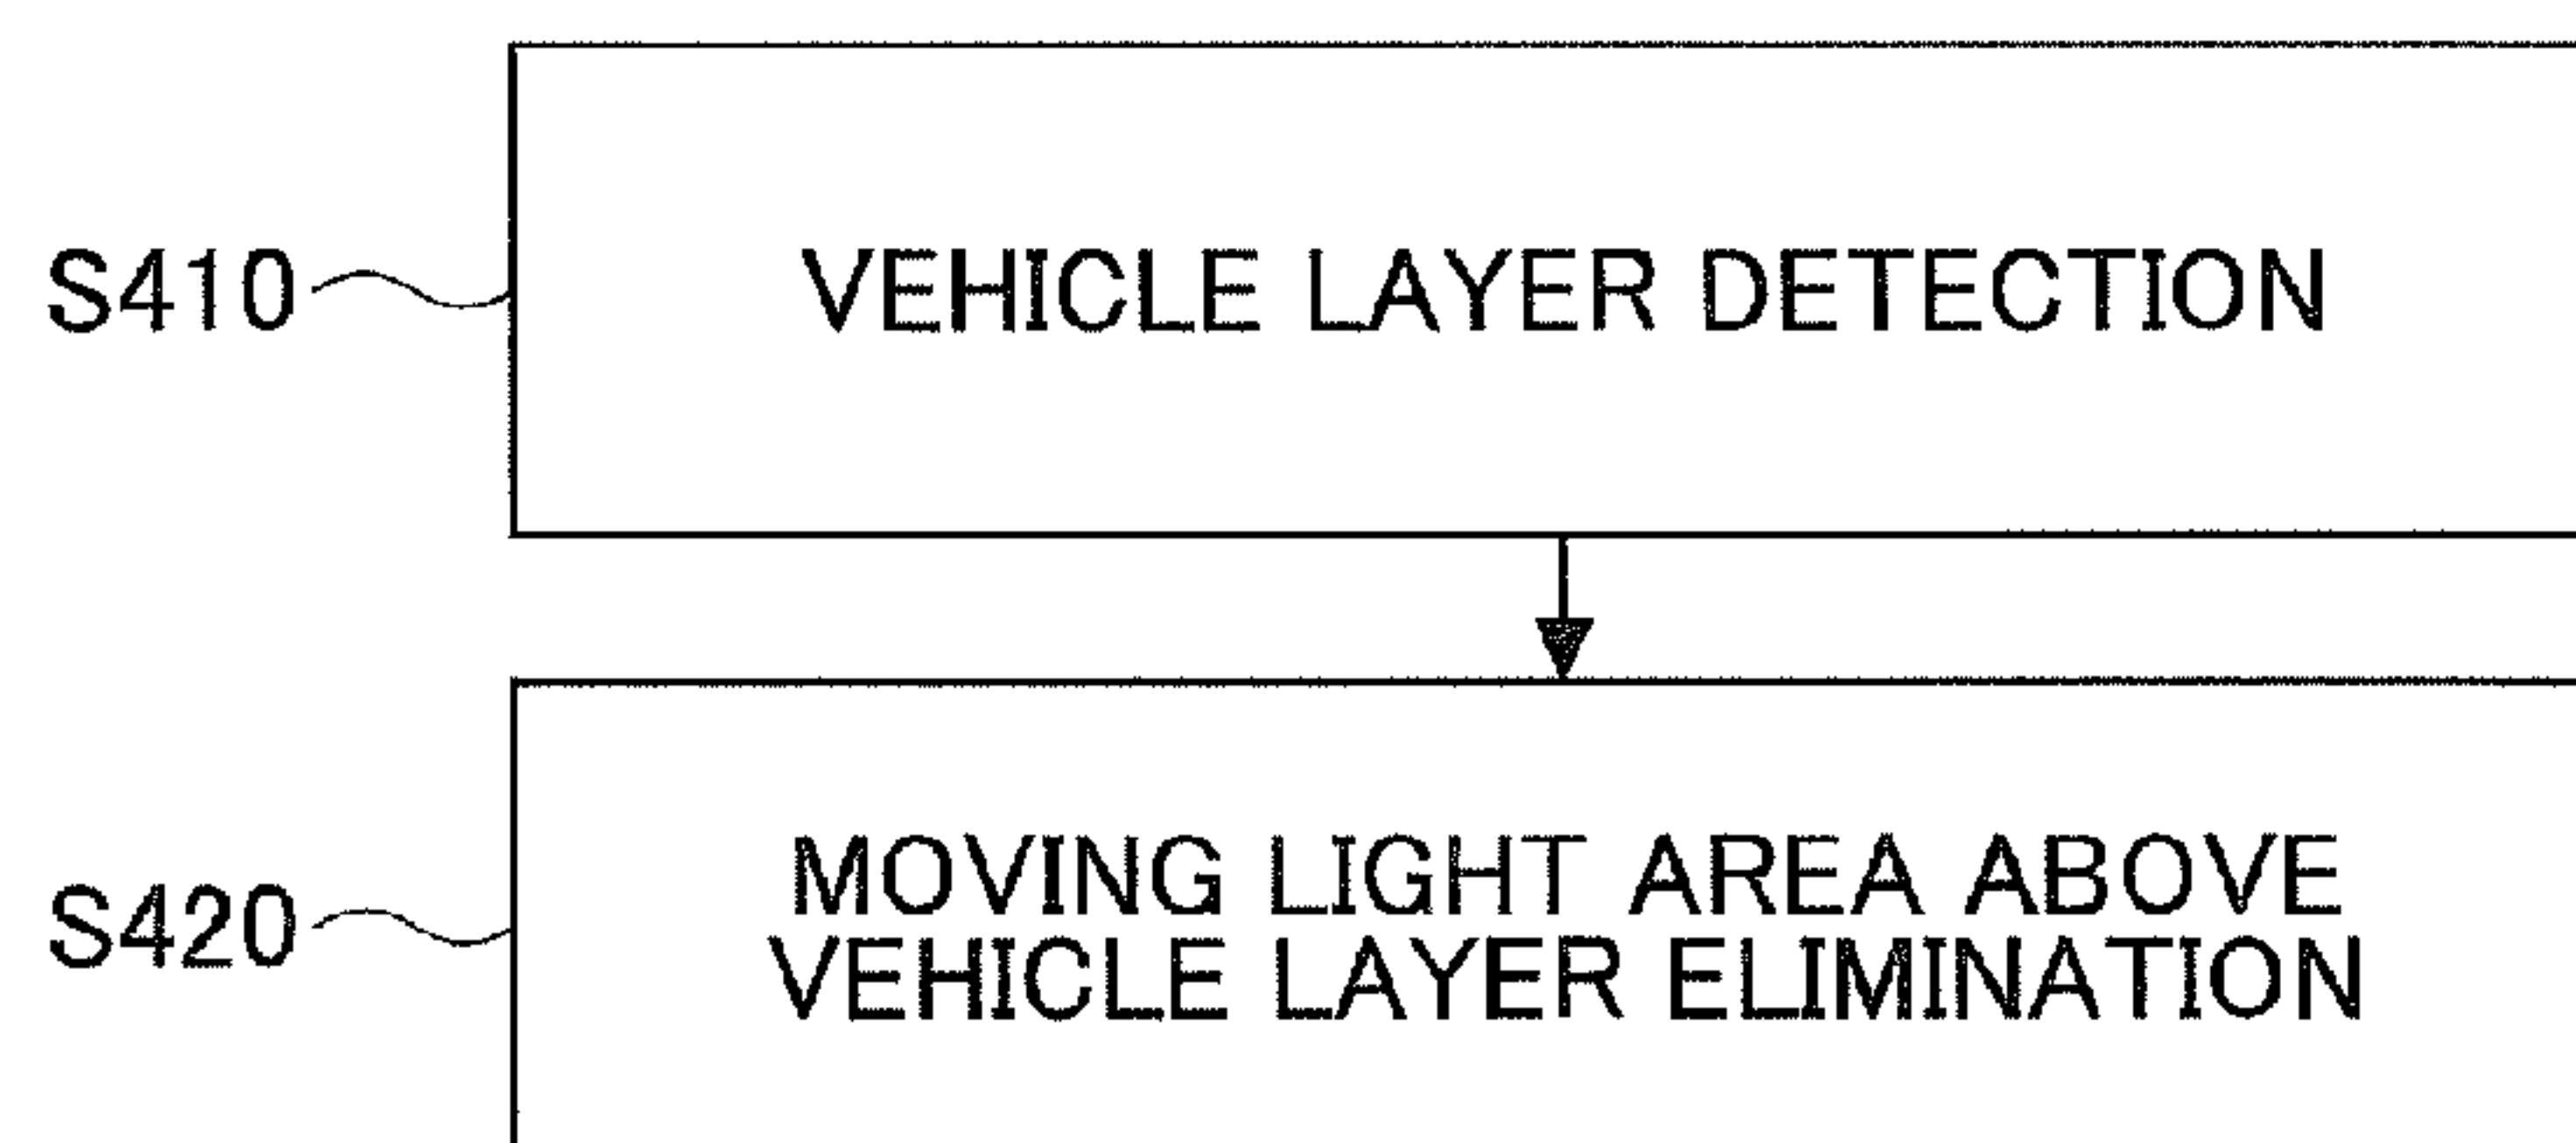 S410
VEHICLE LAYER DETECTION
S420
MOVING LIGHT AREA ABOVE
VEHICLE LAYER ELIMINATION